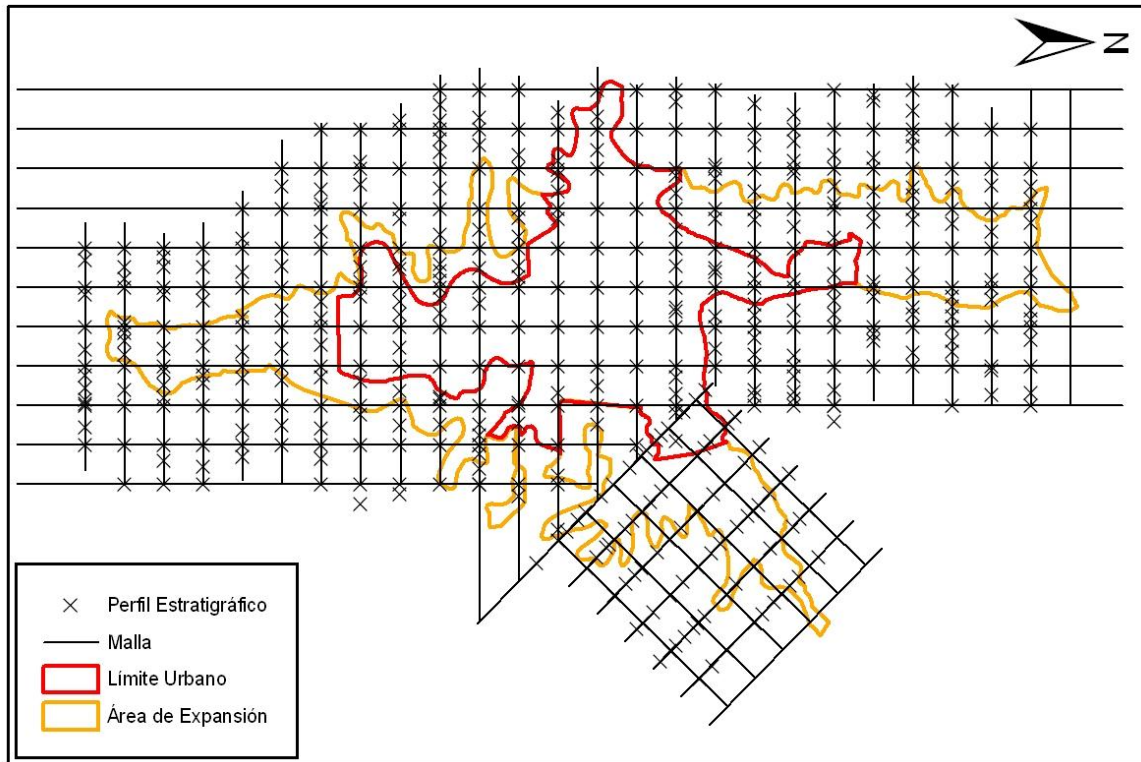 N
Perfil Estratigráfico
Malla
Límite Urbano
Área de Expansión